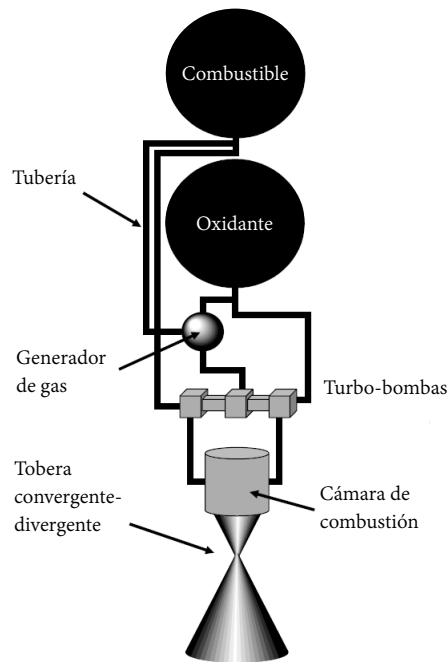 Combustible
Tubería
Oxidante
Generador
de gas
Turbo-bombas
Tobera
convergente-
divergente
Cámara de
combustión